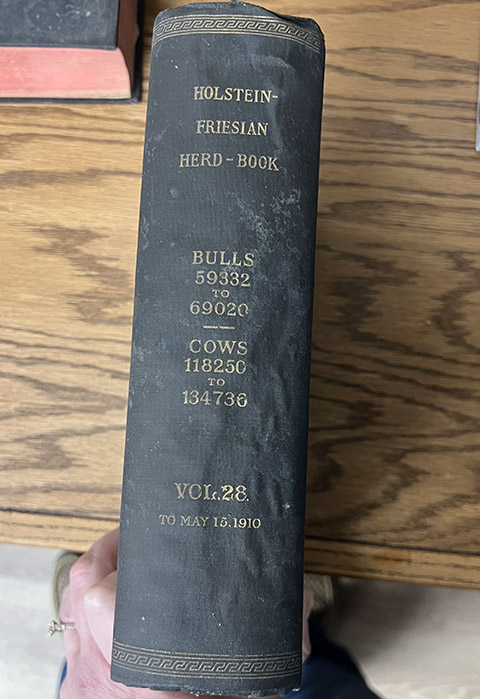 HOLSTEIN-
FRIESIAN
HERD-BOOK
BULLS
59332
TO
69020
COWS
118250
TO
134736
VOL.28.
TO MAY 15.1910